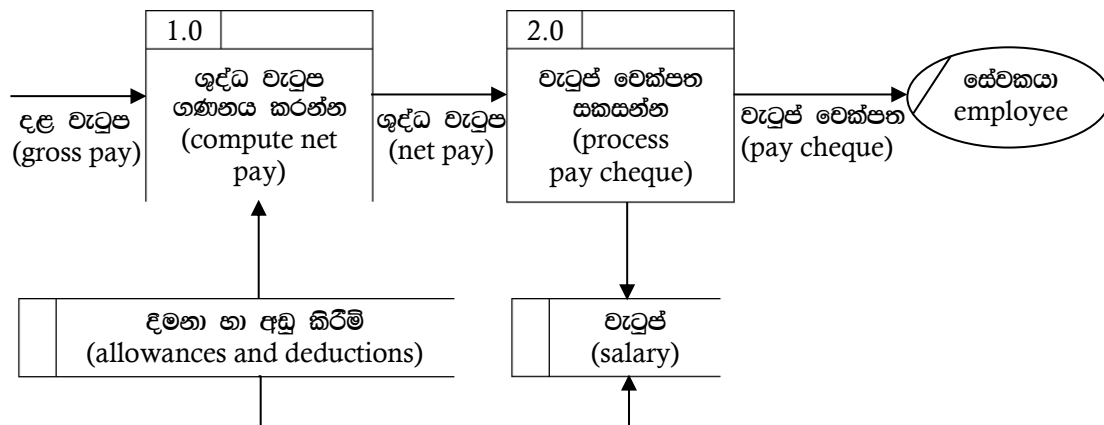 1.0
ශුද්ධ වැටුප
ගණනය කරන්න
(compute net
pay)
2.0
වැටුප් චෙක්පත
සකසන්න
(process
pay cheque)
සේවකයා
employee
දළ වැටුප
(gross pay)
ශුද්ධ වැටුප
(net pay)
වැටුප් චෙක්පත
(pay cheque)
දීමනා හා අඩු කිරීම්
(allowances and deductions)
වැටුප්
(salary)